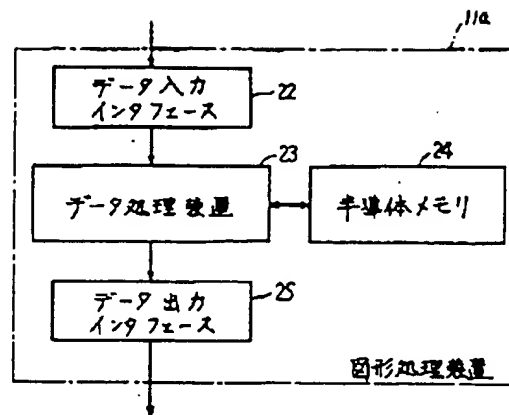 11a
データ入力
インタフェース
22
データ処理装置
23
半導体メモリ
24
データ出力
インタフェース
25
図形処理装置